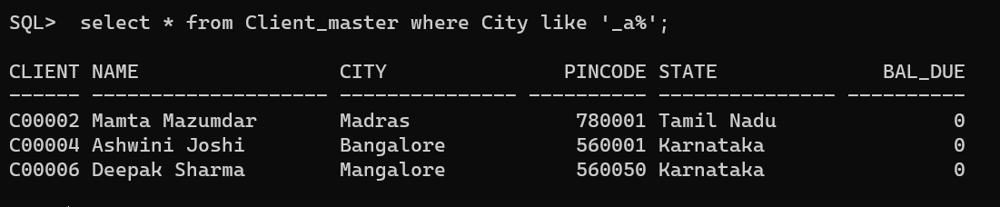 SQL>  select * from Client_master where City like '_a%';
CLIENT NAME                 CITY               PINCODE STATE              BAL_DUE
------ -------------------- --------------- ---------- --------------- ----------
C00002 Mamta Mazumdar       Madras              780001 Tamil Nadu               0
C00004 Ashwini Joshi        Bangalore           560001 Karnataka                0
C00006 Deepak Sharma        Mangalore           560050 Karnataka                0